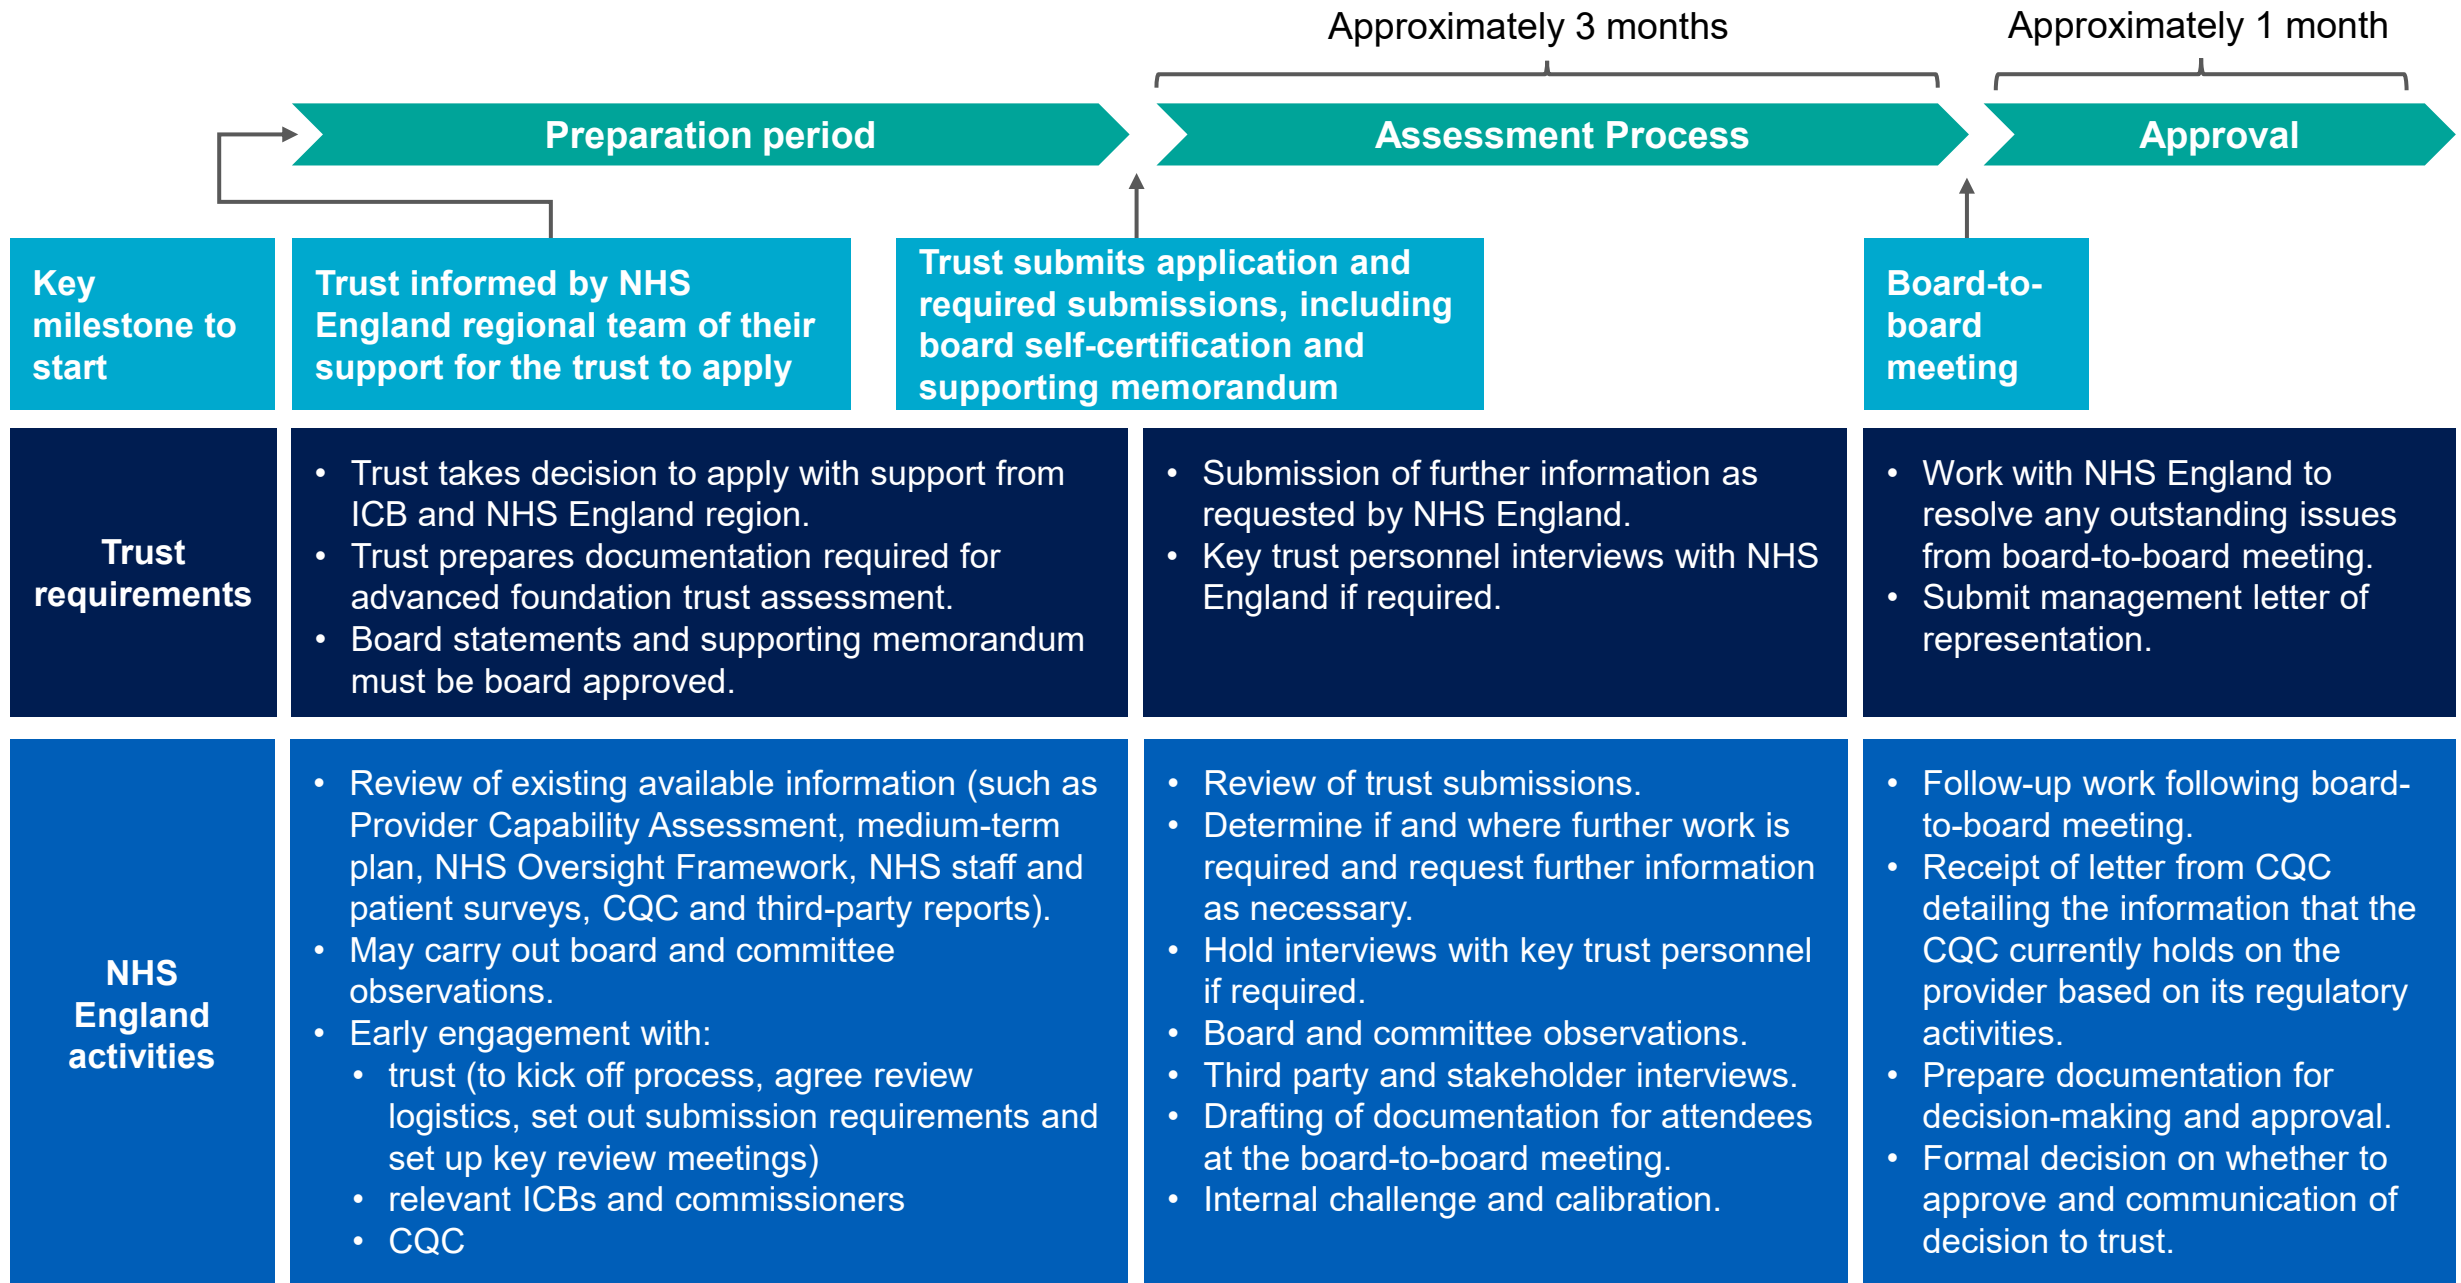 Approximately 3 months
Approximately 1 month
Preparation period
Assessment Process
Approval
Key
milestone to
start
Trust informed by NHS
England regional team of their
support for the trust to apply
Trust submits application and
required submissions, including
board self-certification and
supporting memorandum
Board-to-
board
meeting
Trust
requirements
• Trust takes decision to apply with support from
ICB and NHS England region.
• Trust prepares documentation required for
advanced foundation trust assessment.
• Board statements and supporting memorandum
must be board approved.
• Submission of further information as
requested by NHS England.
• Key trust personnel interviews with NHS
England if required.
• Work with NHS England to
resolve any outstanding issues
from board-to-board meeting.
• Submit management letter of
representation.
NHS
England
activities
• Review of existing available information (such as
Provider Capability Assessment, medium-term
plan, NHS Oversight Framework, NHS staff and
patient surveys, CQC and third-party reports).
• May carry out board and committee
observations.
• Early engagement with:
• trust (to kick off process, agree review
logistics, set out submission requirements and
set up key review meetings)
• relevant ICBs and commissioners
• CQC
• Review of trust submissions.
• Determine if and where further work is
required and request further information
as necessary.
• Hold interviews with key trust personnel
if required.
• Board and committee observations.
• Third party and stakeholder interviews.
• Drafting of documentation for attendees
at the board-to-board meeting.
• Internal challenge and calibration.
• Follow-up work following board-
to-board meeting.
• Receipt of letter from CQC
detailing the information that the
CQC currently holds on the
provider based on its regulatory
activities.
• Prepare documentation for
decision-making and approval.
• Formal decision on whether to
approve and communication of
decision to trust.